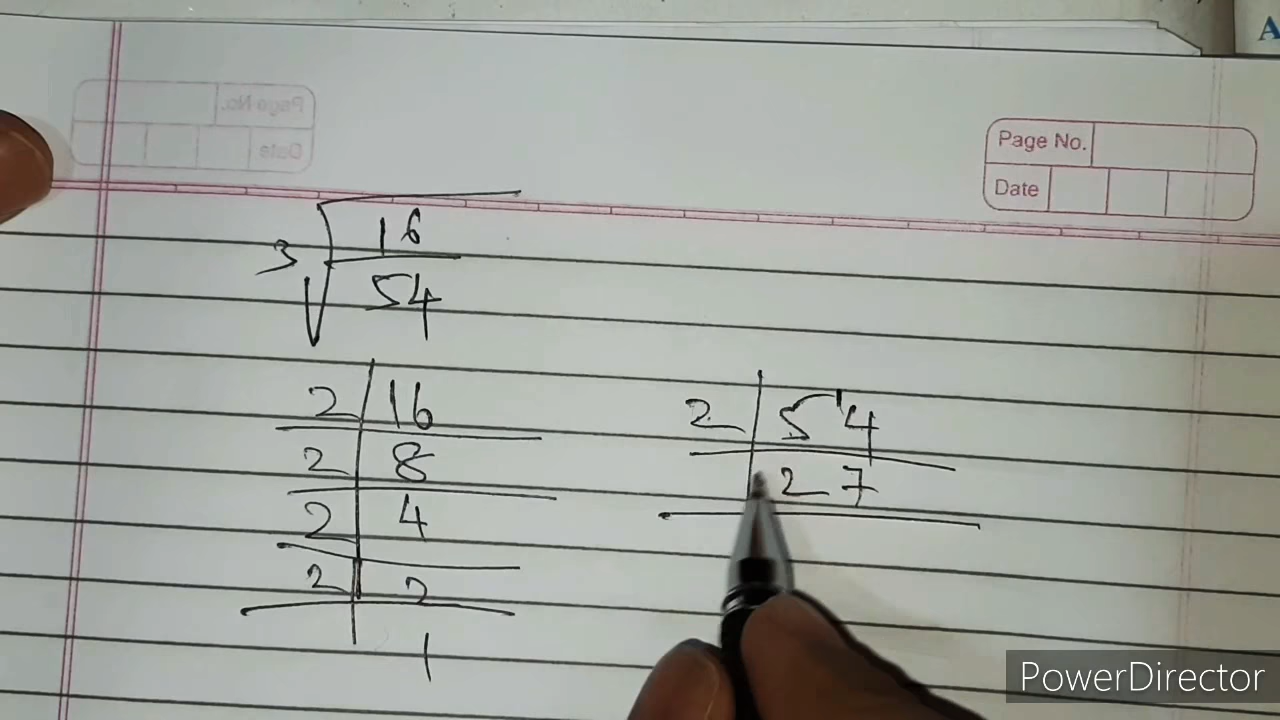 A
Page No.
Page No.
Date
Date
3√16/54
2 | 16
2 | 8
2 | 4
2 | 2
1
2 | 54
27
PowerDirector